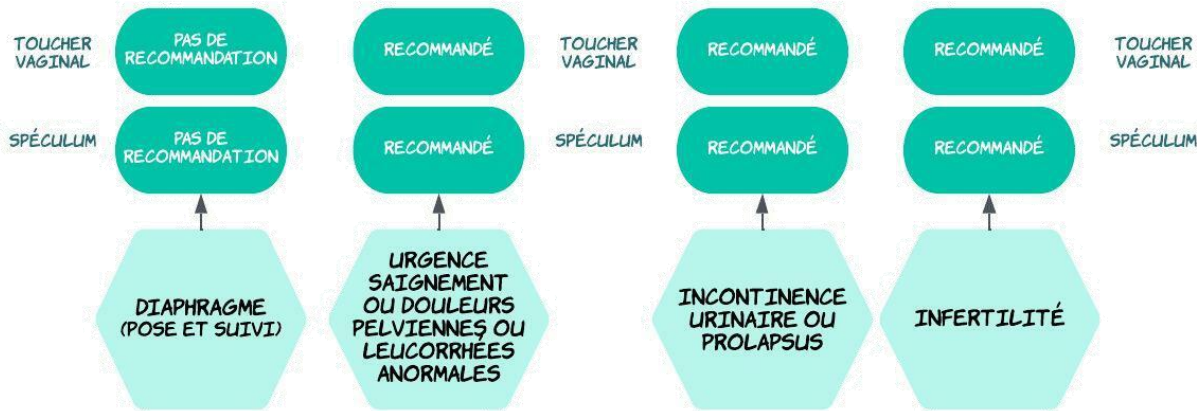 TOUCHER
VAGINAL
PAS DE
RECOMMANDATION
RECOMMANDÉ
TOUCHER
VAGINAL
RECOMMANDÉ
RECOMMANDÉ
TOUCHER
VAGINAL
SPÉCULUM
PAS DE
RECOMMANDATION
RECOMMANDÉ
SPÉCULUM
RECOMMANDÉ
RECOMMANDÉ
SPÉCULUM
DIAPHRAGME
(POSE ET SUIVI)
URGENCE
SAIGNEMENT
OU DOULEURS
PELVIENNES OU
LEUCORRHÉES
ANORMALES
INCONTINENCE
URINAIRE OU
PROLAPSUS
INFERTILITÉ